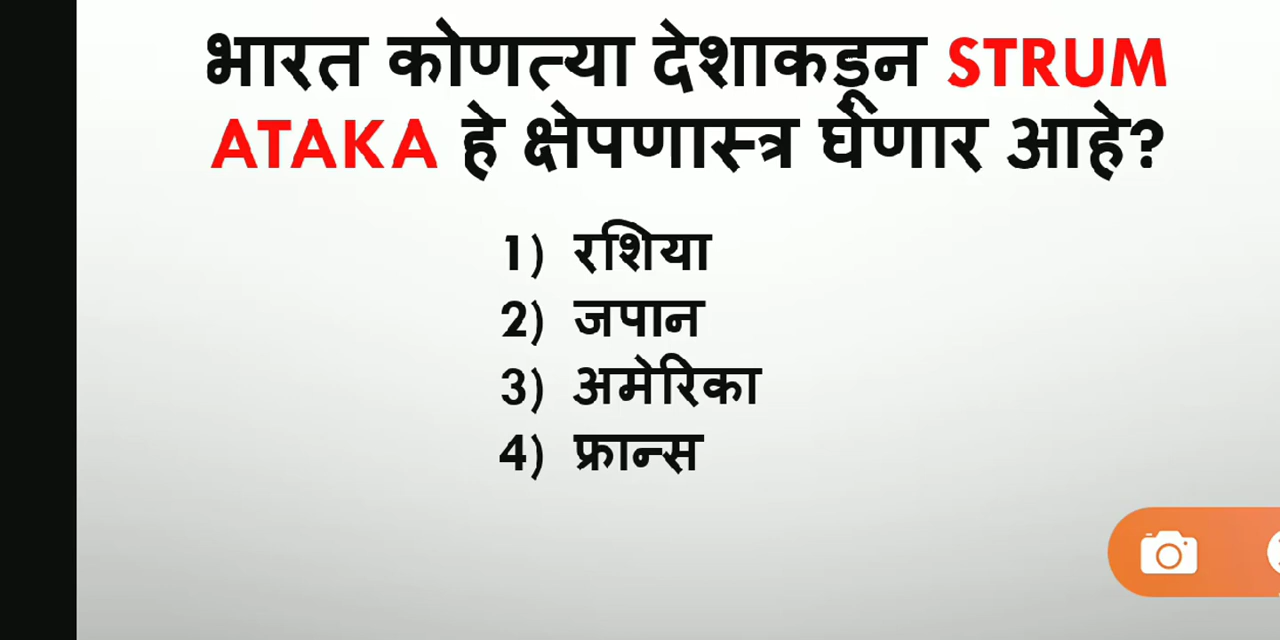 भारत कोणत्या देशाकडून STRUM
ATAKA हे क्षेपणास्त्र घेणार आहे?
1) रशिया
2) जपान
3) अमेरिका
4) फ्रान्स